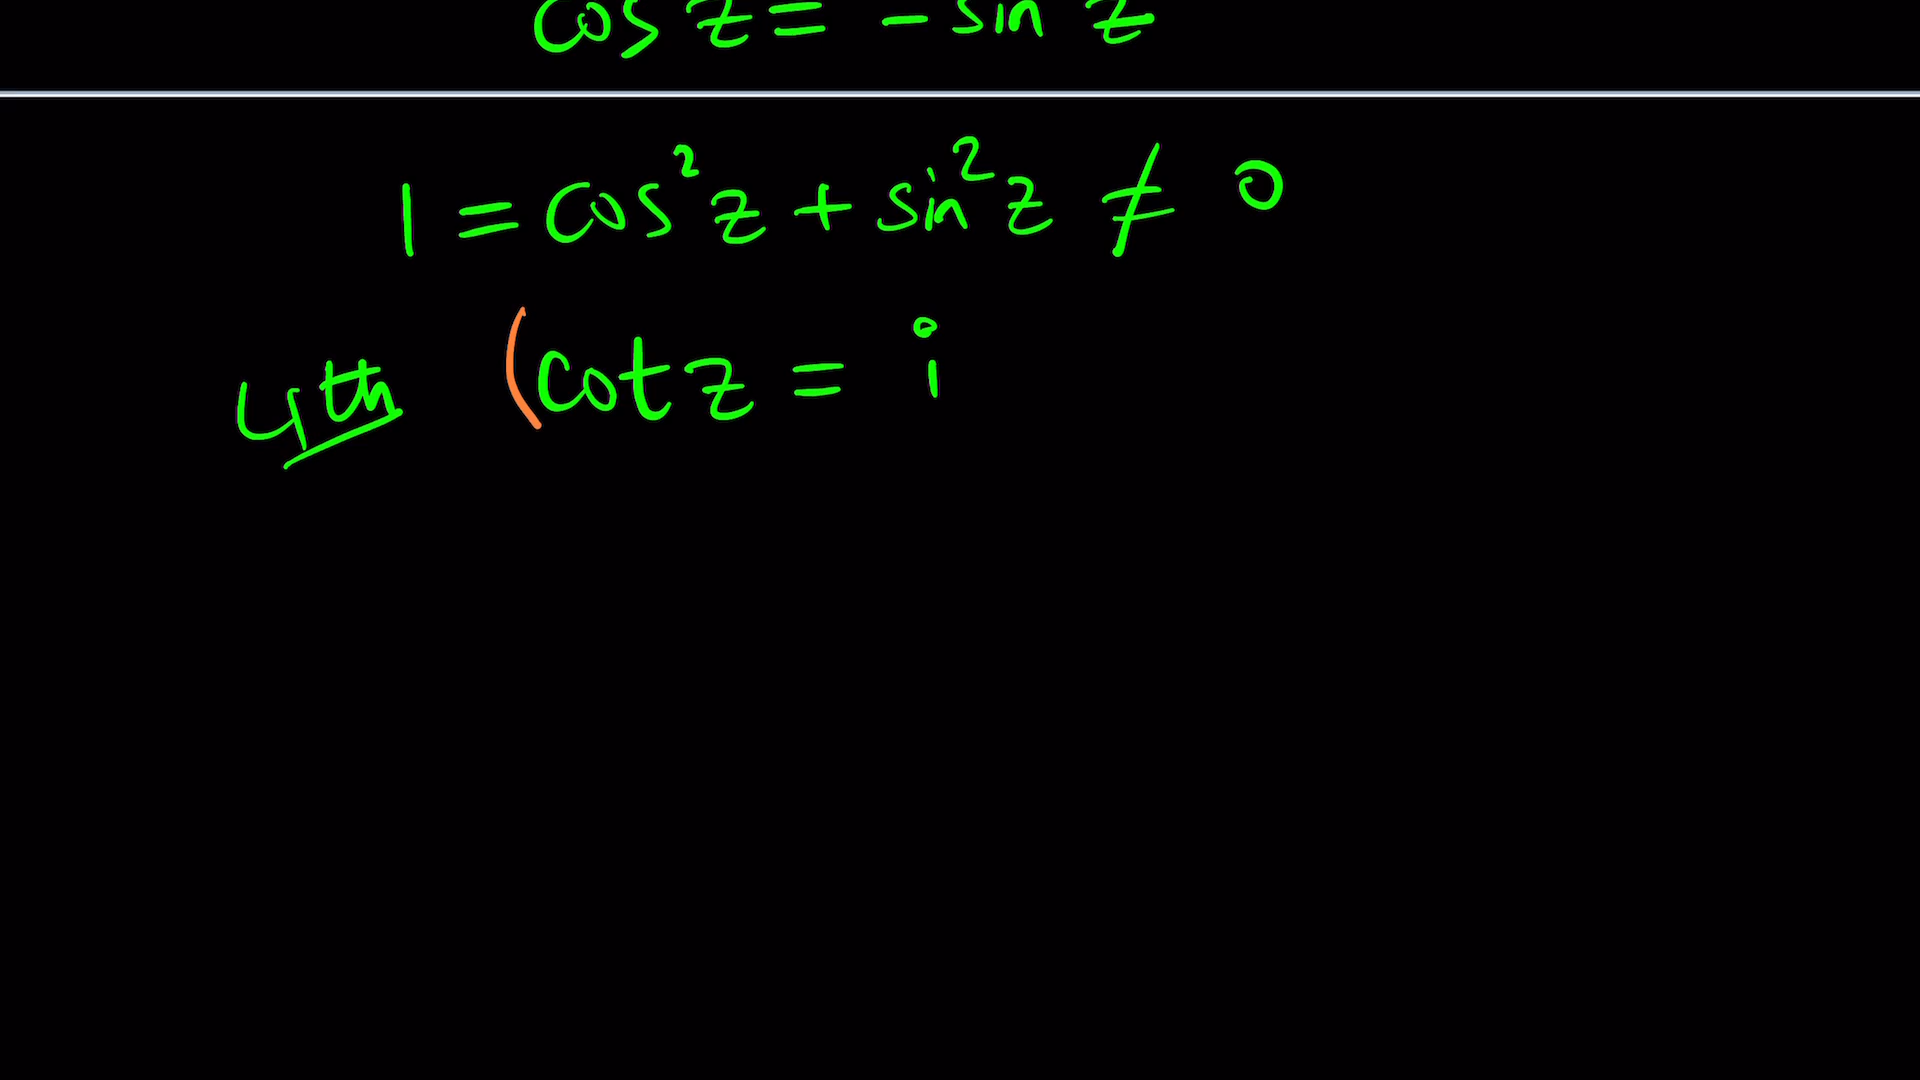 cos z = - sin z
1 = cos²z + sin²z ≠ 0
4th (cot z = i